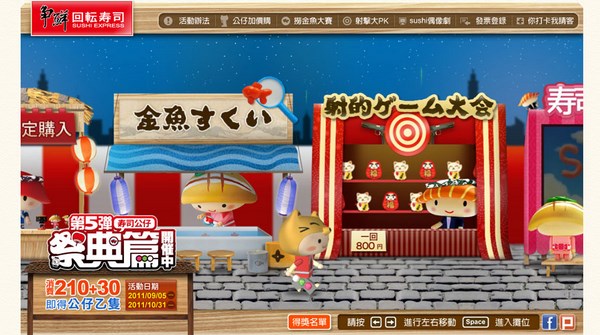 争鮮 回転寿司
SUSHI EXPRESS
活動辦法
公仔加價購
撈金魚大賽
射擊大PK
sushi偶像劇
發票登錄
你打卡我請客
定購入
金魚すくい
射的ゲーム大会
寿
S
一回
800元
第5彈
寿司公仔
祭典篇
開催中
消費210+30
即得公仔乙隻
活動日期
2011/09/05
2011/10/31
得獎名單
請按 ← → 進行左右移動 Space 進入攤位
f P